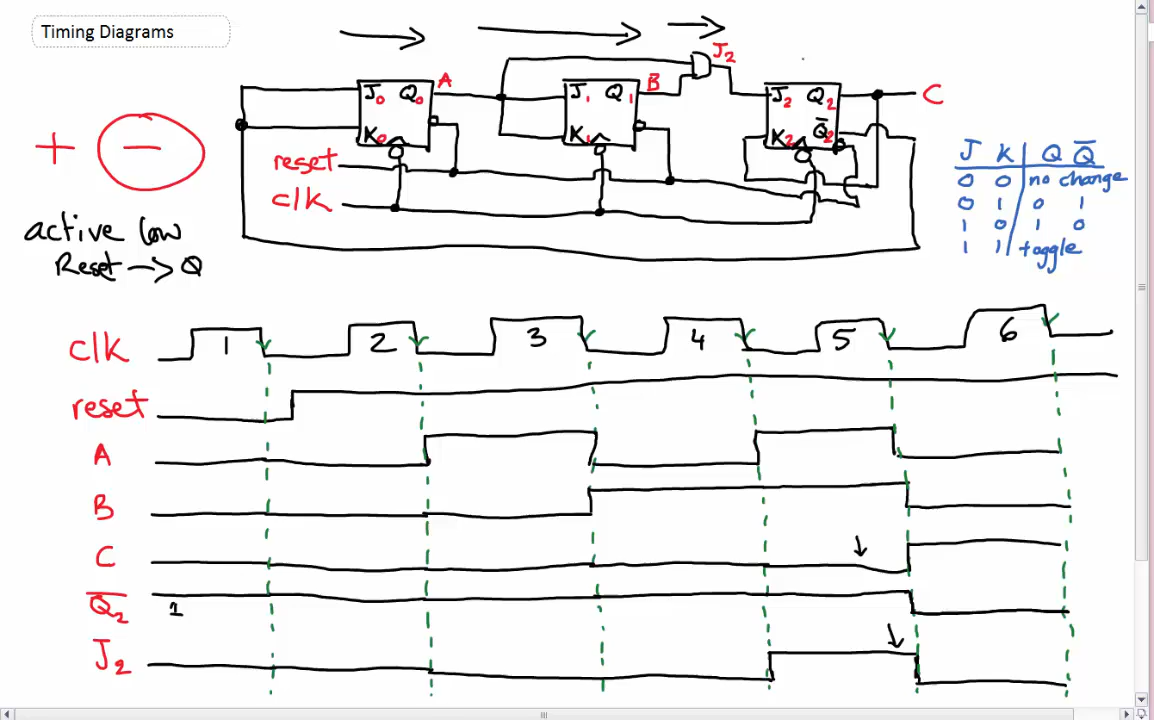 Timing Diagrams
J₂
A
B
J₀ Q₀
J₁ Q₁
J₂ Q₂
C
K₀
K₁
K₂ Q̅₂
+ −
reset
clk
J K Q Q̅
0 0 no change
0 1 0 1
1 0 1 0
1 1 toggle
active low
Reset → Q
clk 1 2 3 4 5 6
reset
A
B
C
Q̅₂ 1
J₂